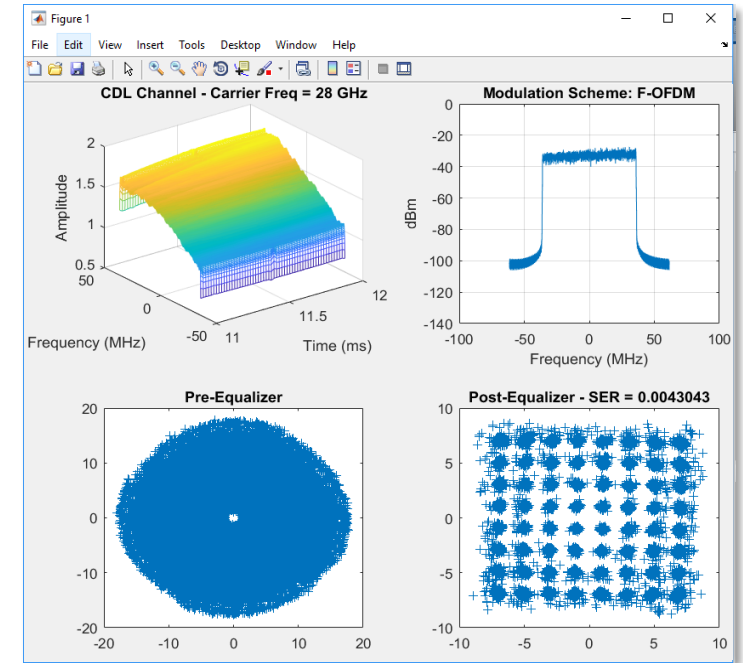 Figure 1
File Edit View Insert Tools Desktop Window Help
CDL Channel - Carrier Freq = 28 GHz
2
1.5
1
0.5
Amplitude
50
0
-50
Frequency (MHz)
11
11.5
12
Time (ms)
Modulation Scheme: F-OFDM
0
-20
-40
-60
-80
-100
-120
-140
dBm
-100 -50 0 50 100
Frequency (MHz)
Pre-Equalizer
20
10
0
-10
-20
-20 -10 0 10 20
Post-Equalizer - SER = 0.0043043
10
5
0
-5
-10
-10 -5 0 5 10